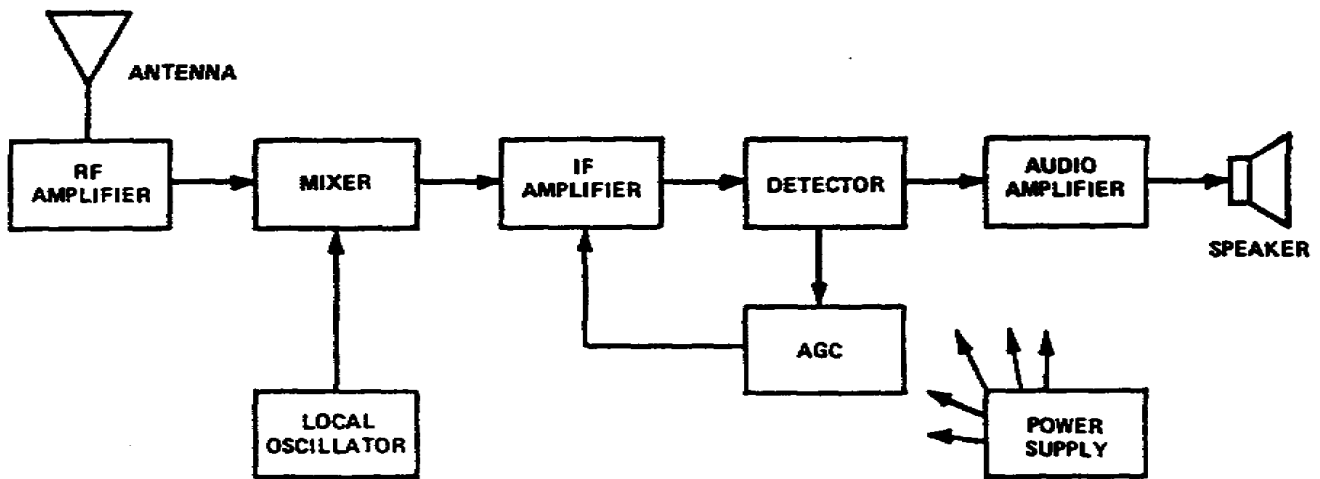 ANTENNA
RF
AMPLIFIER
MIXER
IF
AMPLIFIER
DETECTOR
AUDIO
AMPLIFIER
SPEAKER
AGC
LOCAL
OSCILLATOR
POWER
SUPPLY